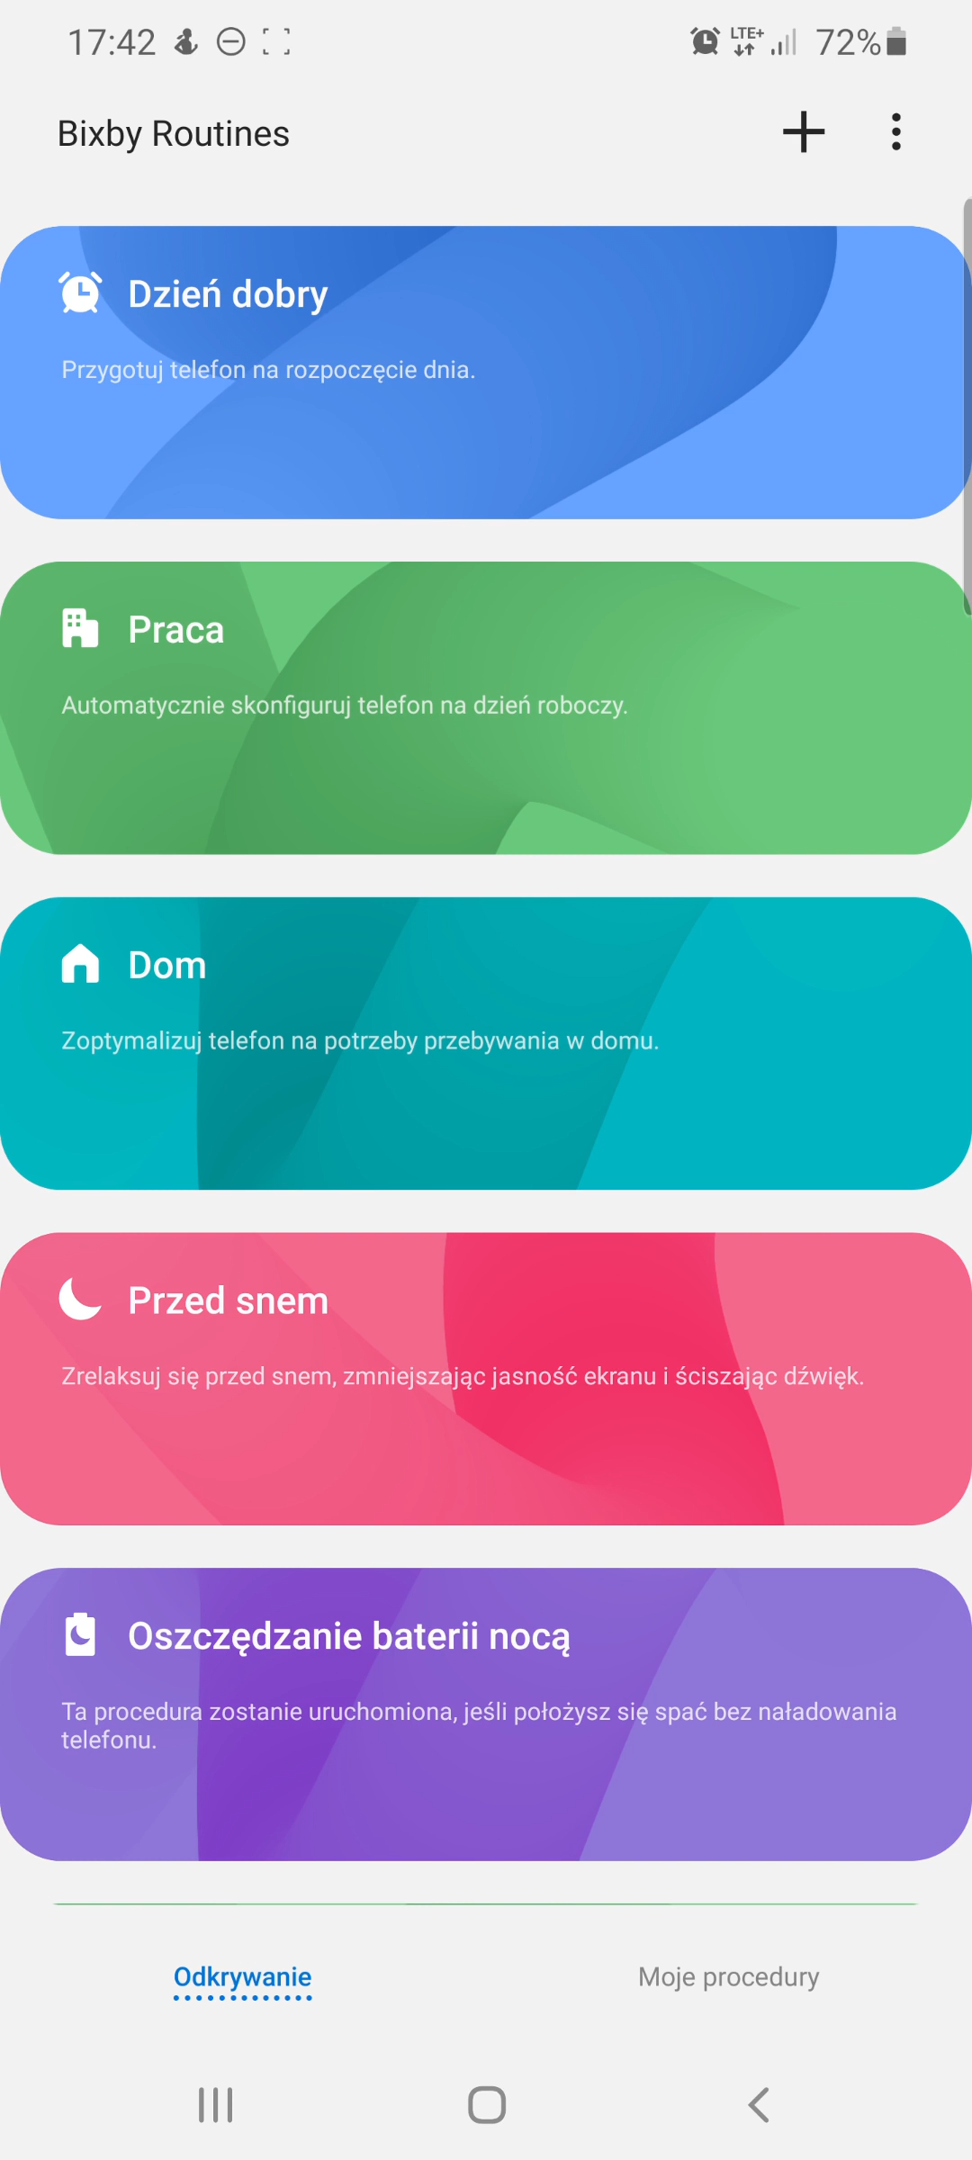 17:42
LTE+
72%
Bixby Routines
Dzień dobry
Przygotuj telefon na rozpoczęcie dnia.
Praca
Automatycznie skonfiguruj telefon na dzień roboczy.
Dom
Zoptymalizuj telefon na potrzeby przebywania w domu.
Przed snem
Zrelaksuj się przed snem, zmniejszając jasność ekranu i ściszając dźwięk.
Oszczędzanie baterii nocą
Ta procedura zostanie uruchomiona, jeśli położysz się spać bez naładowania
telefonu.
Odkrywanie
Moje procedury